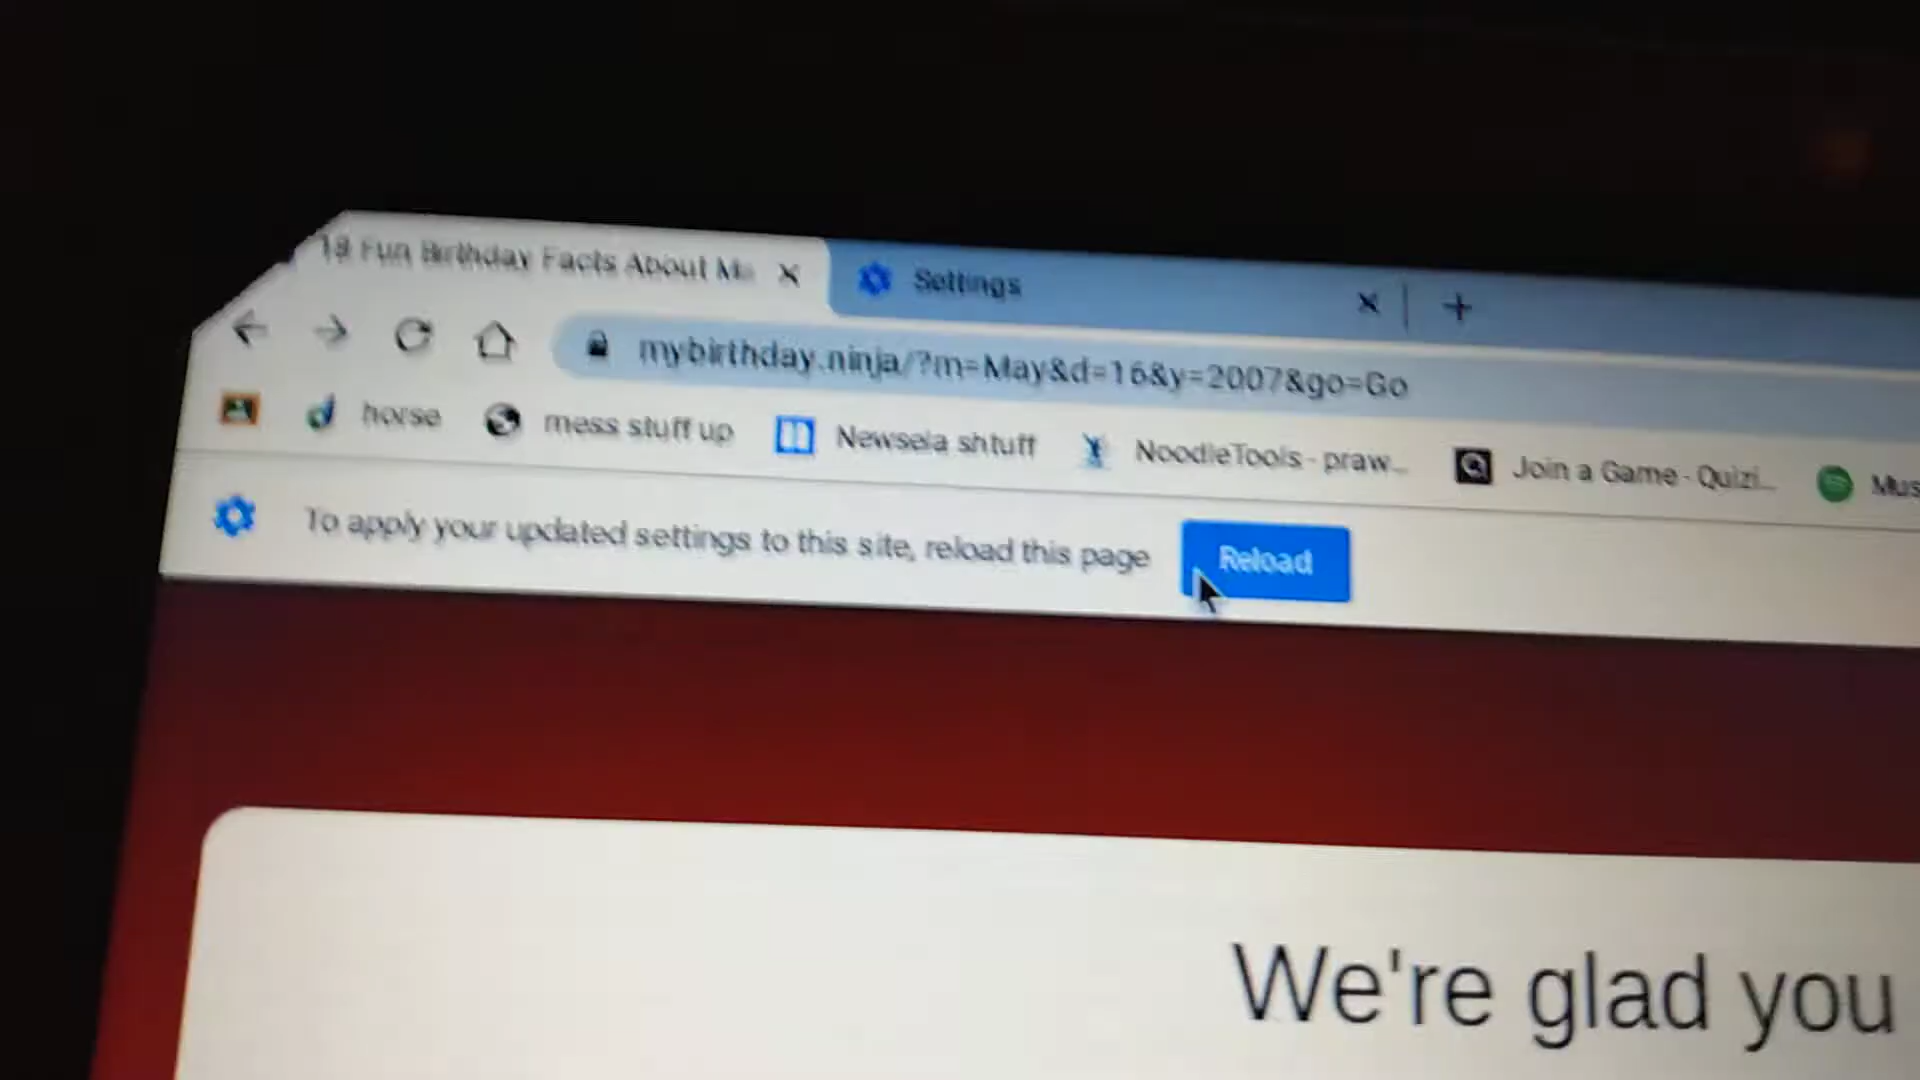 19 Fun Birthday Facts About Ma
Settings
mybirthday.ninja/?m=May&d=16&y=2007&go=Go
horse
mess stuff up
Newsela shtuff
NoodleTools - praw...
Join a Game - Quizi...
Mus
To apply your updated settings to this site, reload this page
Reload
We're glad you